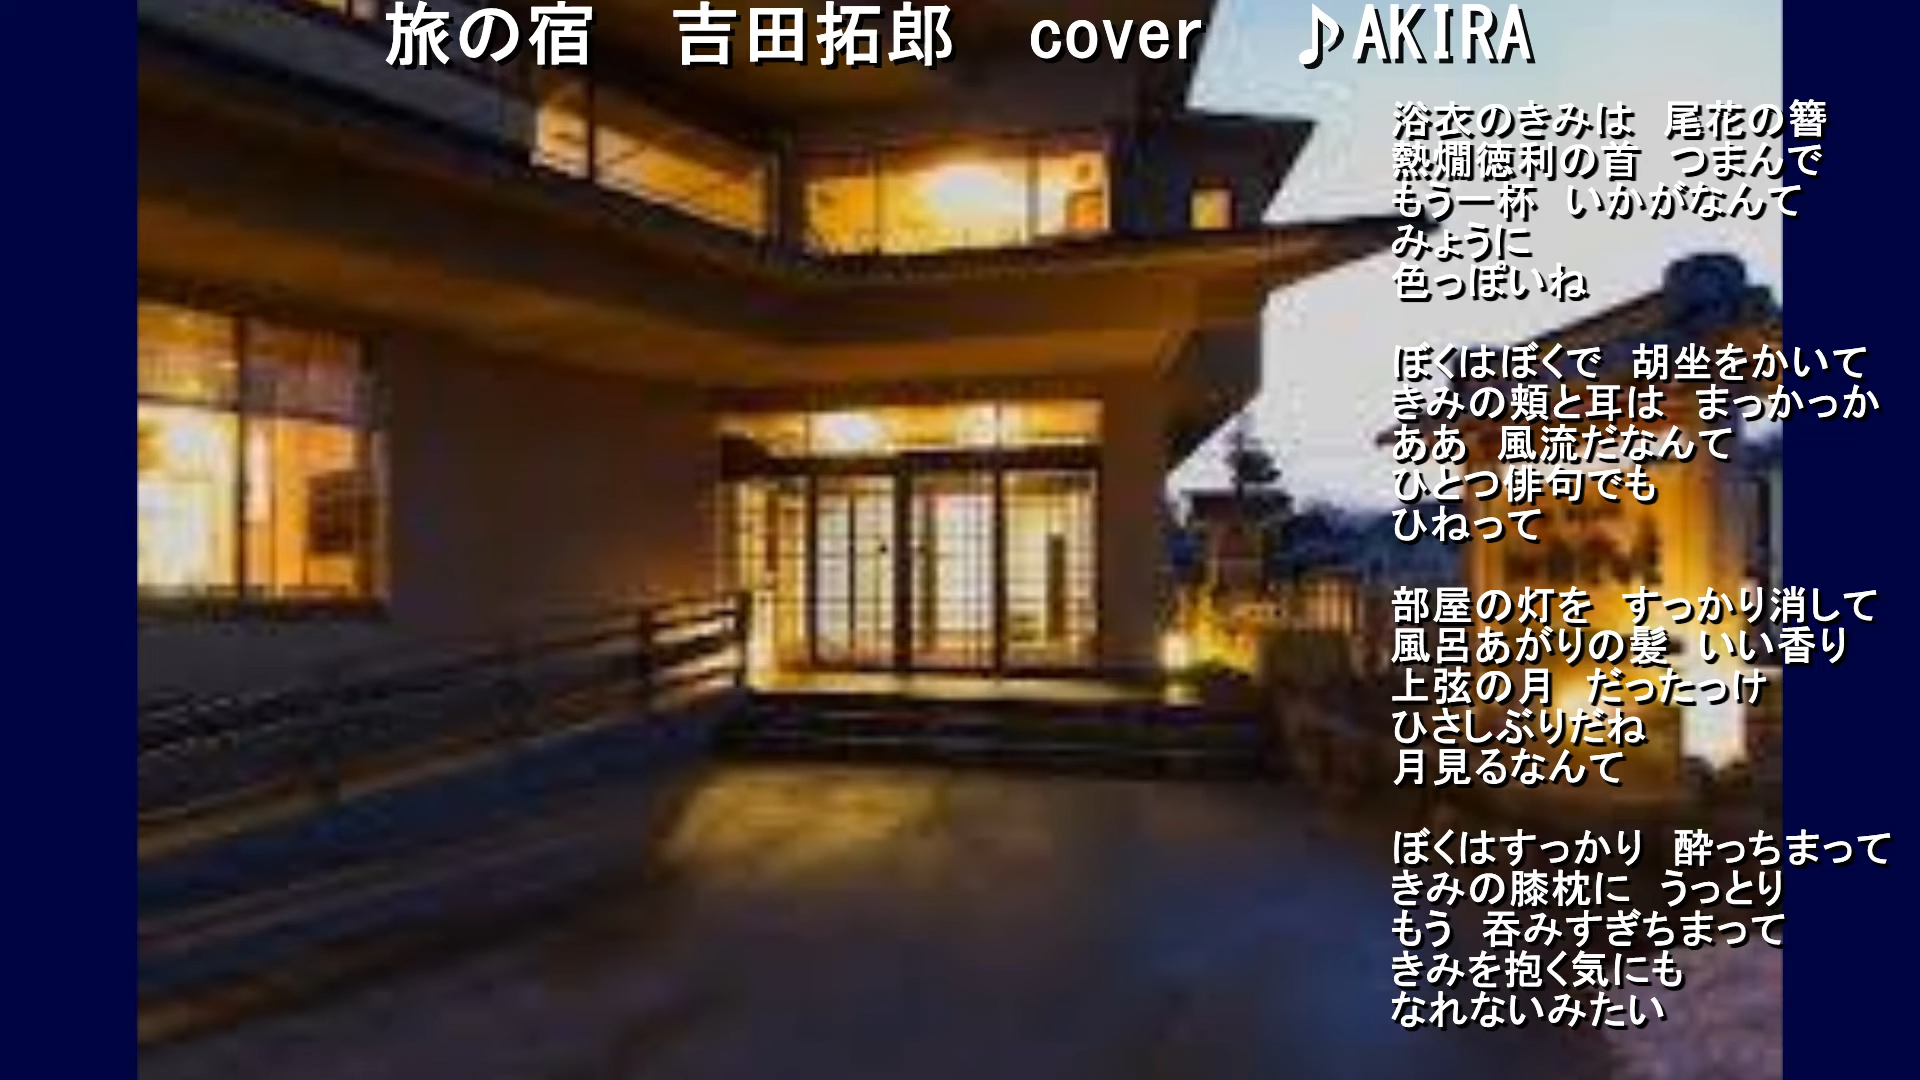 旅の宿　吉田拓郎　cover　♪AKIRA
浴衣のきみは　尾花の簪
熱燗徳利の首　つまんで
もう一杯　いかがなんて
みょうに
色っぽいね
ぼくはぼくで　胡坐をかいて
きみの頬と耳は　まっかっか
ああ　風流だなんて
ひとつ俳句でも
ひねって
部屋の灯を　すっかり消して
風呂あがりの髪　いい香り
上弦の月　だったっけ
ひさしぶりだね
月見るなんて
ぼくはすっかり　酔っちまって
きみの膝枕に　うっとり
もう　呑みすぎちまって
きみを抱く気にも
なれないみたい